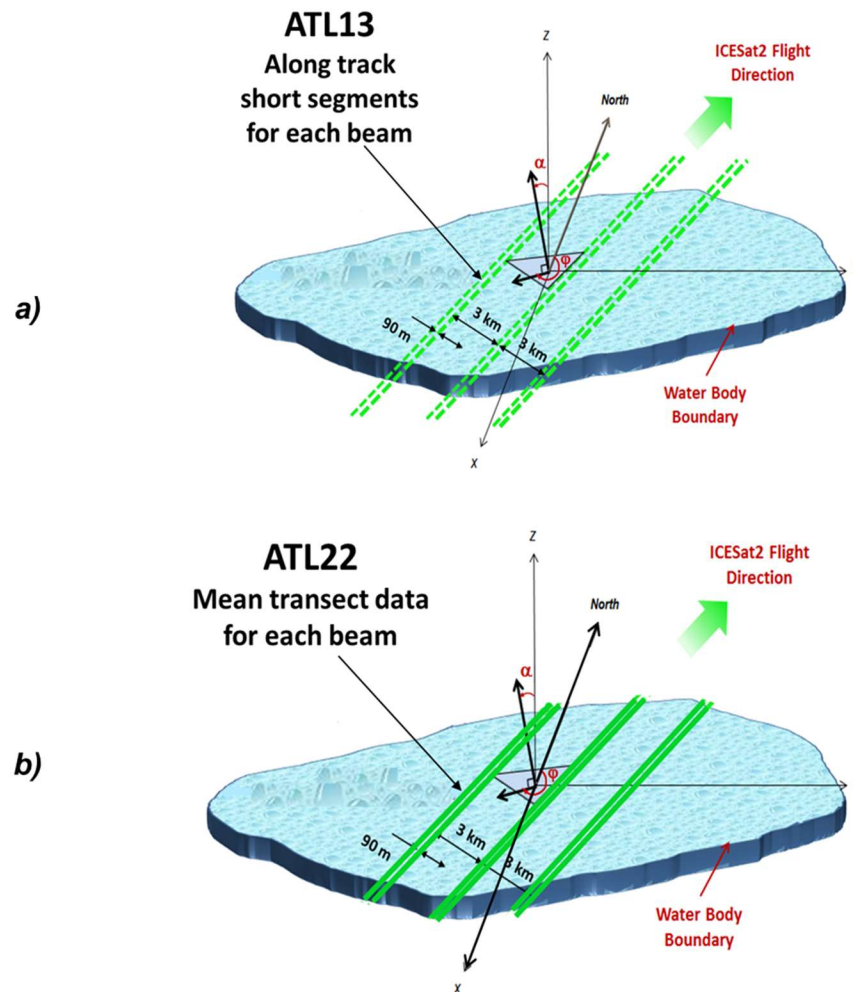 ATL13
Along track
short segments
for each beam
Z
North
ICESat2 Flight
Direction
α
φ
a)
90 m
3 km
3 km
Water Body
Boundary
X
ATL22
Mean transect data
for each beam
Z
North
ICESat2 Flight
Direction
α
φ
b)
90 m
3 km
3 km
Water Body
Boundary
X